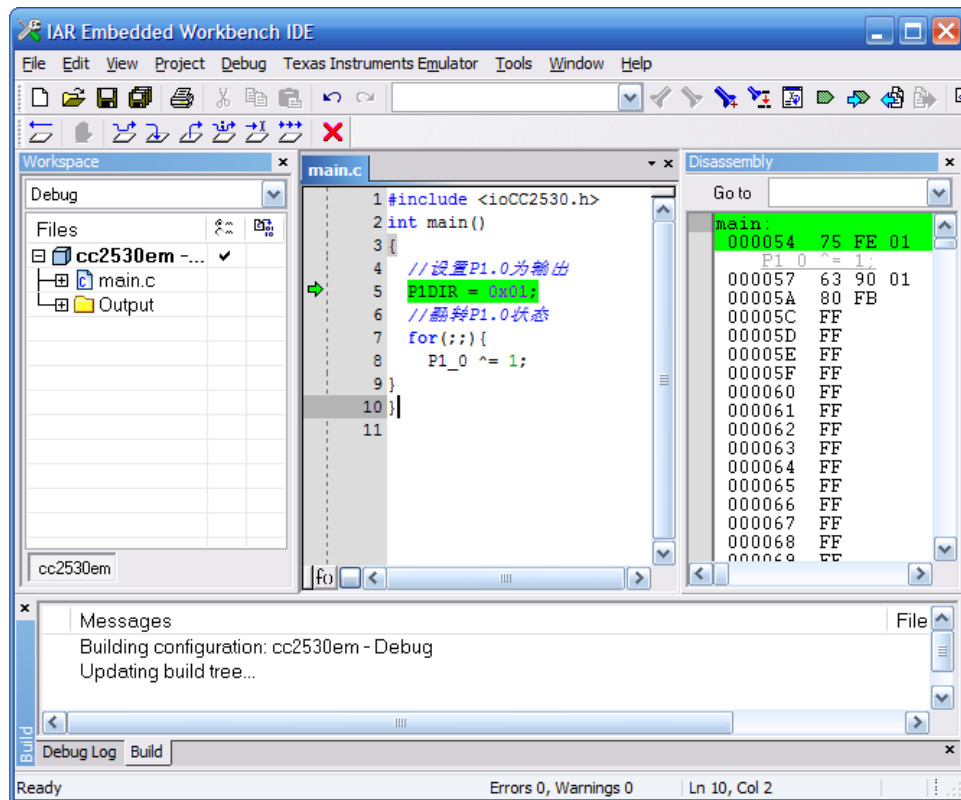 IAR Embedded Workbench IDE
File Edit View Project Debug Texas Instruments Emulator Tools Window Help
Workspace
Debug
Files
cc2530em -...
main.c
Output
cc2530em
main.c
1 #include <ioCC2530.h>
2 int main()
3 {
4 //设置P1.0为输出
5 P1DIR = 0x01;
6 //翻转P1.0状态
7 for(;;){
8 P1_0 ^= 1;
9 }
10 }
11
fo
Disassembly
Go to
main:
000054 75 FE 01
P1_0 ^= 1;
000057 63 90 01
00005A 80 FB
00005C FF
00005D FF
00005E FF
00005F FF
000060 FF
000061 FF
000062 FF
000063 FF
000064 FF
000065 FF
000066 FF
000067 FF
000068 FF
000069 FF
Messages File
Building configuration: cc2530em - Debug
Updating build tree...
Build
Debug Log Build
Ready Errors 0, Warnings 0 Ln 10, Col 2